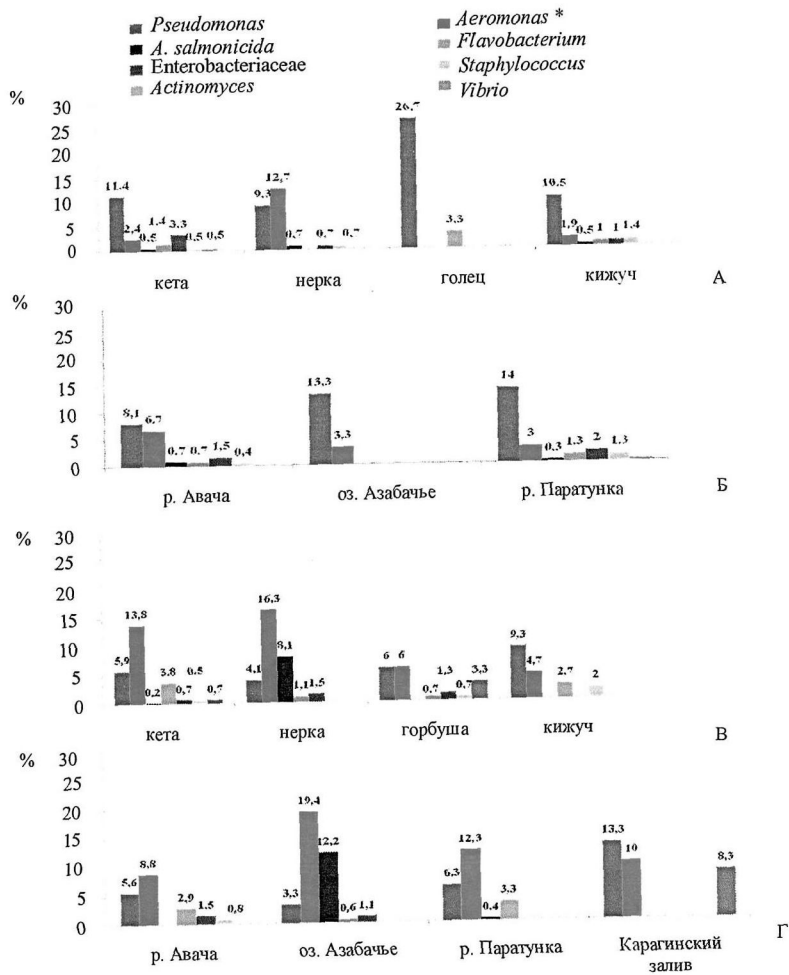 Pseudomonas
A. salmonicida
Enterobacteriaceae
Actinomyces
Aeromonas *
Flavobacterium
Staphylococcus
Vibrio
%
30
25
20
15
10
5
0
11.4 2,4 0.5 1.4 3.3 0.5 0.5
9.3 12,7 0.7 0.7 0.7
26.7 3.3
10.5 1,9 0.5 1 1 1.4
кета нерка голец кижуч
А
%
30
25
20
15
10
5
0
8,1 6,7 0.7 0.7 1,5 0,4
13,3 3,3
14 3 0,3 1,3 2 1,3
р. Авача оз. Азабачье р. Паратунка
Б
%
30
25
20
15
10
5
0
5,9 13,8 0,2 3,8 0,7 0,5 0,7
4,1 16,3 8,1 1,1 1,5
6 6 0,7 1,3 0,7 3,3
9,3 4,7 2,7 2
кета нерка горбуша кижуч
В
%
30
25
20
15
10
5
0
5,6 8,8 2,9 1,5 0,8
3,3 19,4 12,2 0,6 1,1
6,3 12,3 0,4 3,3
13,3 10 8,3
р. Авача оз. Азабачье р. Паратунка Карагинский
залив
Г